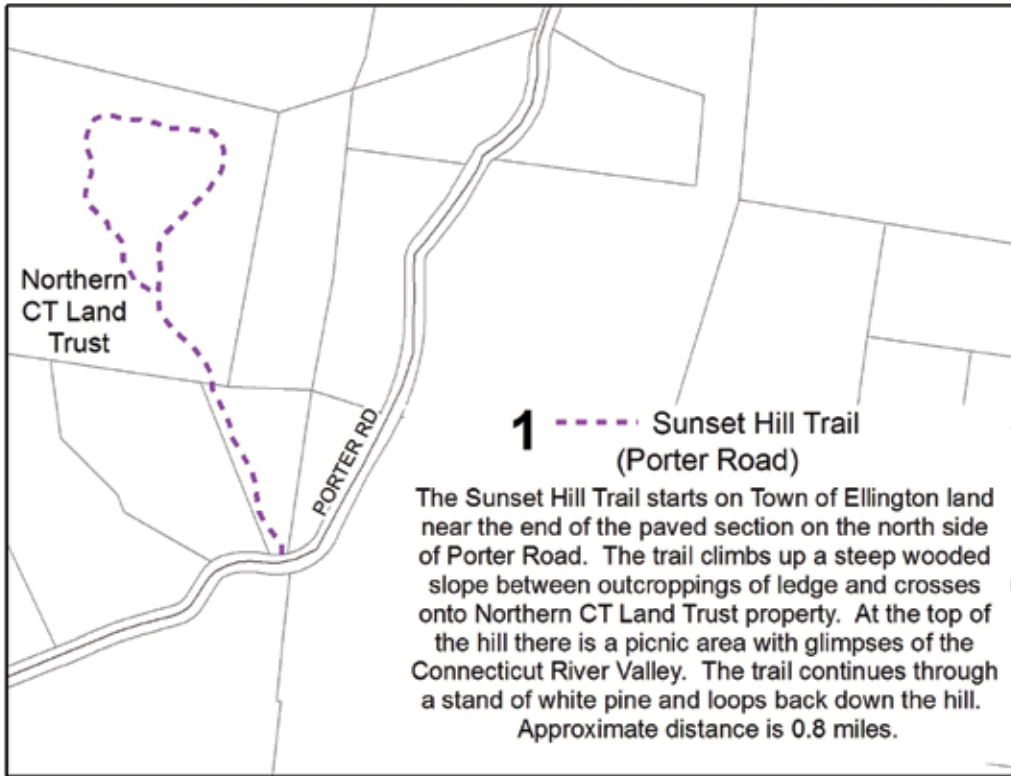 Northern
CT Land
Trust
PORTER RD
1 Sunset Hill Trail
(Porter Road)
The Sunset Hill Trail starts on Town of Ellington land
near the end of the paved section on the north side
of Porter Road. The trail climbs up a steep wooded
slope between outcroppings of ledge and crosses
onto Northern CT Land Trust property. At the top of
the hill there is a picnic area with glimpses of the
Connecticut River Valley. The trail continues through
a stand of white pine and loops back down the hill.
Approximate distance is 0.8 miles.